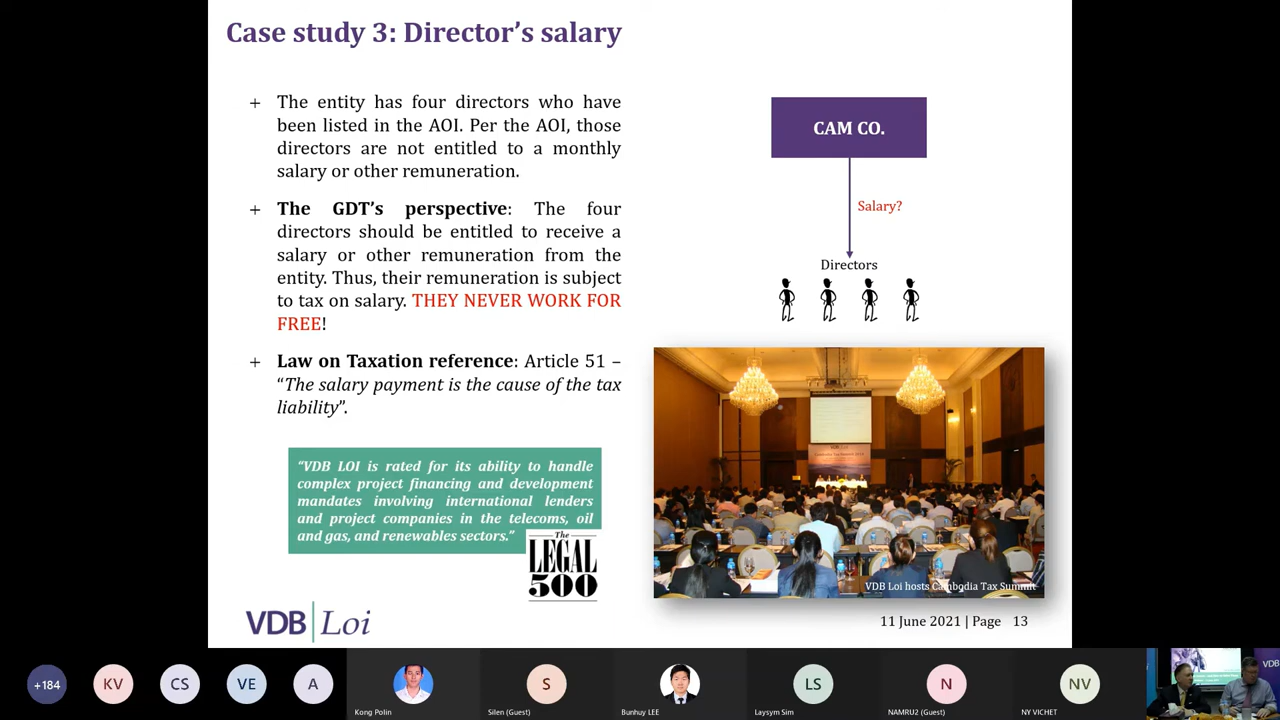 Case study 3: Director's salary
+ The entity has four directors who have
been listed in the AOI. Per the AOI, those
directors are not entitled to a monthly
salary or other remuneration.
+ The GDT's perspective: The four
directors should be entitled to receive a
salary or other remuneration from the
entity. Thus, their remuneration is subject
to tax on salary. THEY NEVER WORK FOR
FREE!
+ Law on Taxation reference: Article 51 –
"The salary payment is the cause of the tax
liability".
"VDB LOI is rated for its ability to handle
complex project financing and development
mandates involving international lenders
and project companies in the telecoms, oil
and gas, and renewables sectors."
The
LEGAL
500
VDB Loi
CAM CO.
Salary?
Directors
VDB Loi hosts Cambodia Tax Summit
11 June 2021 | Page 13
+184
KV
CS
VE
A
Kong Polin
S
Silen (Guest)
Bunhuy LEE
LS
Laysym Sim
N
NAMRU2 (Guest)
NV
NY VICHET
VDB